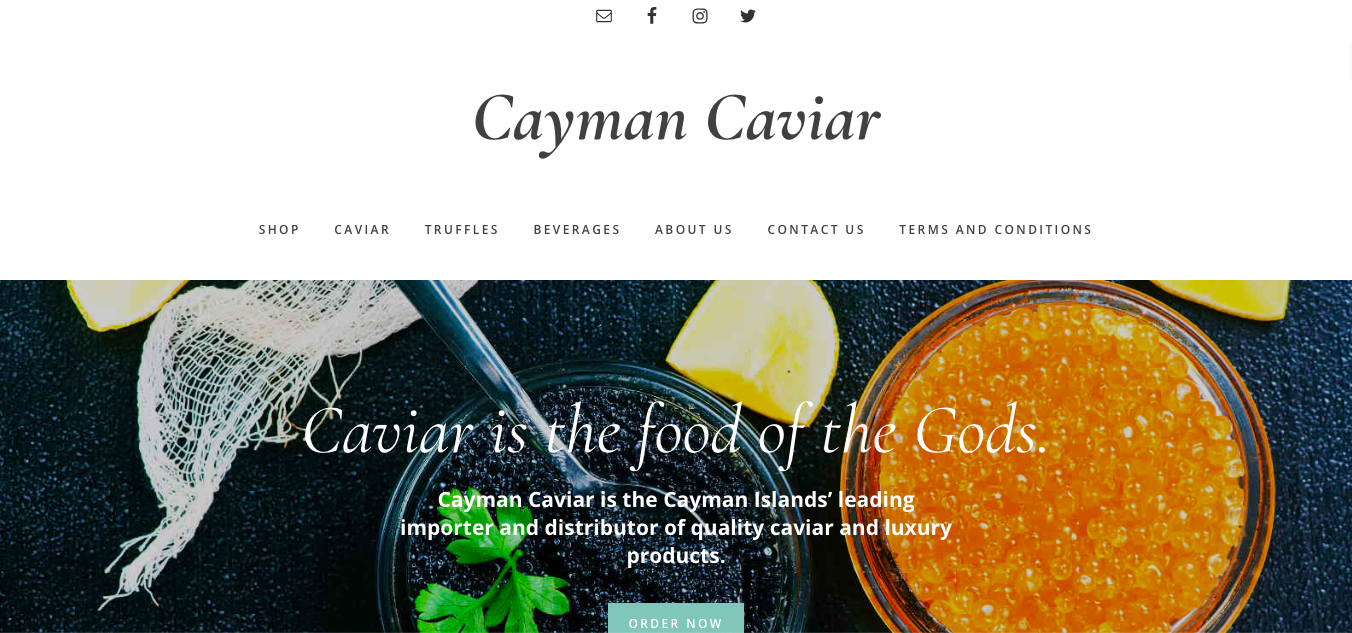 Cayman Caviar
SHOP CAVIAR TRUFFLES BEVERAGES ABOUT US CONTACT US TERMS AND CONDITIONS
Caviar is the food of the Gods.
Cayman Caviar is the Cayman Islands’ leading
importer and distributor of quality caviar and luxury
products.
ORDER NOW